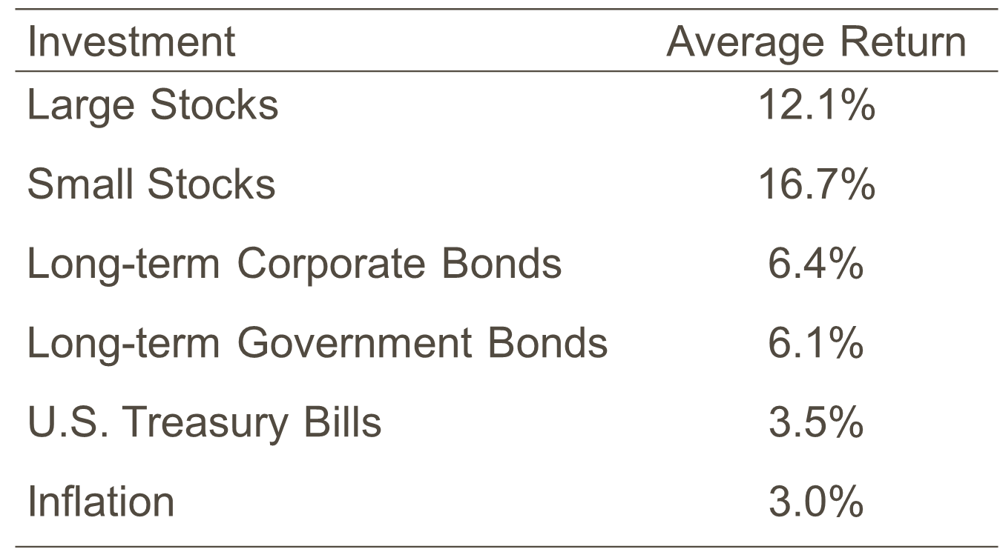 Investment Average Return
Large Stocks 12.1%
Small Stocks 16.7%
Long-term Corporate Bonds 6.4%
Long-term Government Bonds 6.1%
U.S. Treasury Bills 3.5%
Inflation 3.0%